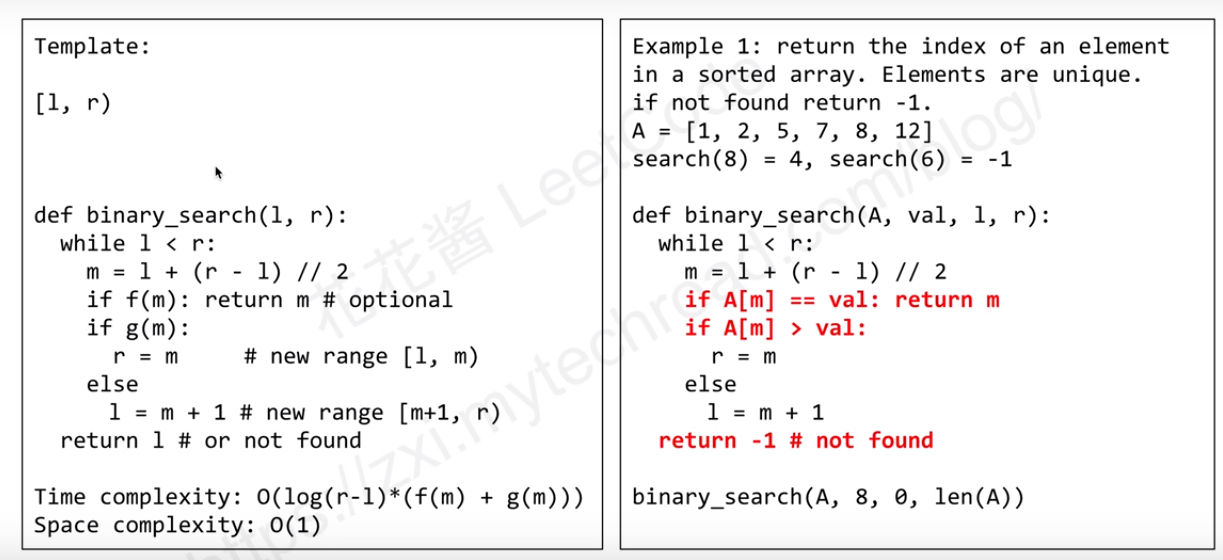 Template:
[l, r)
def binary_search(l, r):
  while l < r:
    m = l + (r - l) // 2
    if f(m): return m # optional
    if g(m):
      r = m     # new range [l, m)
    else
      l = m + 1 # new range [m+1, r)
  return l # or not found
Time complexity: O(log(r-l)*(f(m) + g(m)))
Space complexity: O(1)
Example 1: return the index of an element
in a sorted array. Elements are unique.
if not found return -1.
A = [1, 2, 5, 7, 8, 12]
search(8) = 4, search(6) = -1
def binary_search(A, val, l, r):
  while l < r:
    m = l + (r - l) // 2
    if A[m] == val: return m
    if A[m] > val:
      r = m
    else
      l = m + 1
  return -1 # not found
binary_search(A, 8, 0, len(A))
花花酱 LeetCode
https://zxi.mytechroad.com/blog/